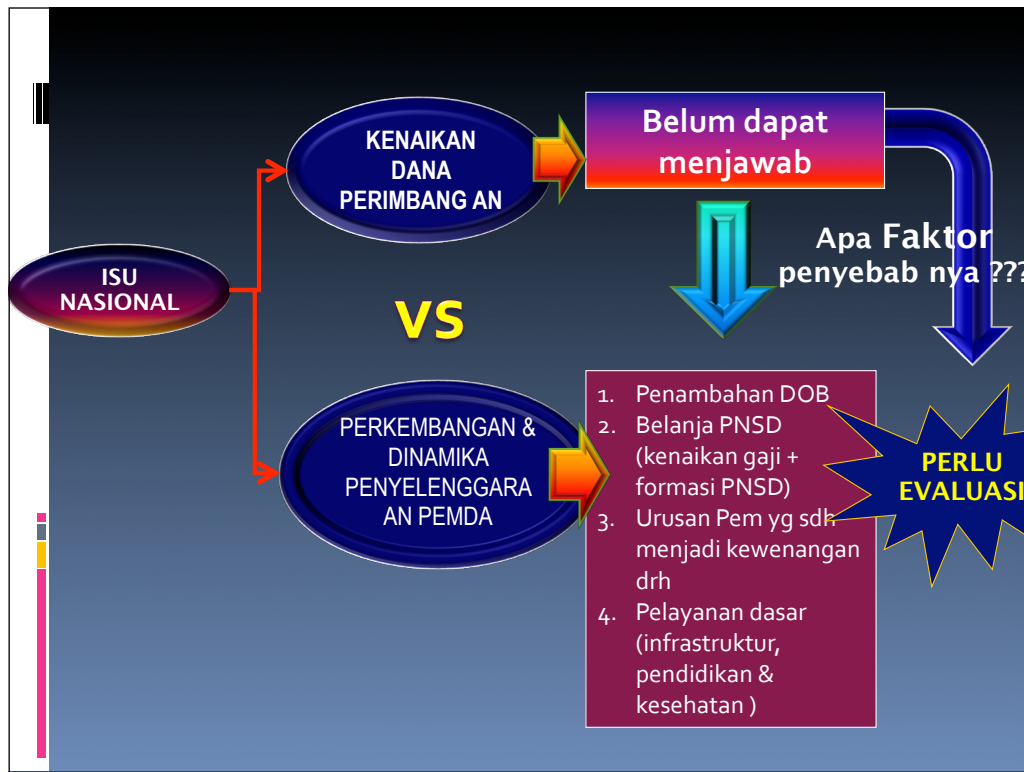 ISU
NASIONAL
KENAIKAN
DANA
PERIMBANG AN
Belum dapat
menjawab
Apa Faktor
penyebab nya ???
VS
PERKEMBANGAN &
DINAMIKA
PENYELENGGARA
AN PEMDA
1. Penambahan DOB
2. Belanja PNSD
(kenaikan gaji +
formasi PNSD)
3. Urusan Pem yg sdh
menjadi kewenangan
drh
4. Pelayanan dasar
(infrastruktur,
pendidikan &
kesehatan )
PERLU
EVALUASI